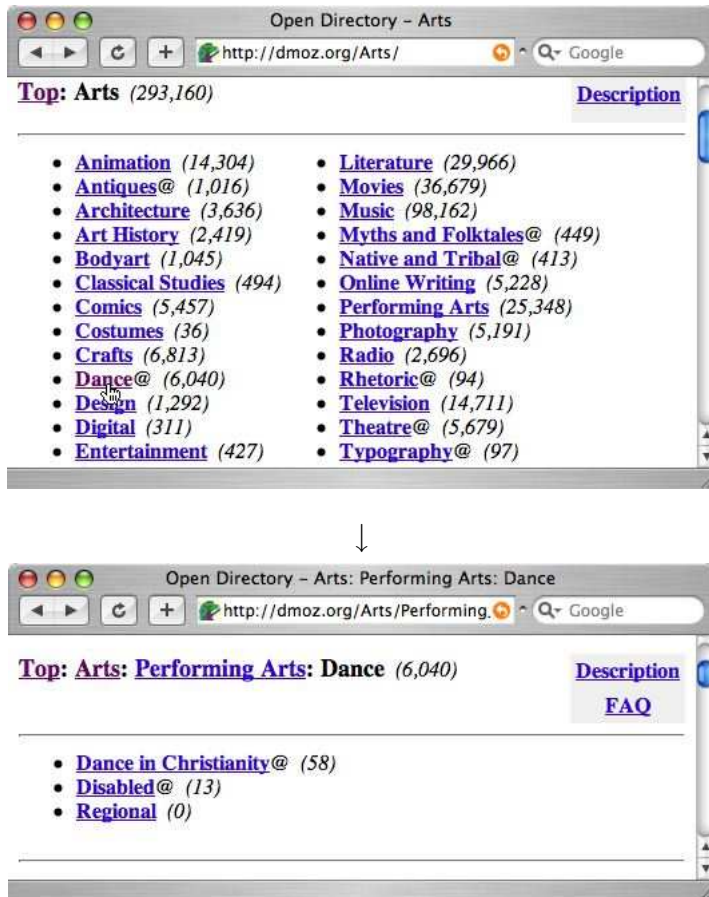 Open Directory – Arts
http://dmoz.org/Arts/
Google
Top: Arts (293,160)
Description
• Animation (14,304)
• Antiques@ (1,016)
• Architecture (3,636)
• Art History (2,419)
• Bodyart (1,045)
• Classical Studies (494)
• Comics (5,457)
• Costumes (36)
• Crafts (6,813)
• Dance@ (6,040)
• Design (1,292)
• Digital (311)
• Entertainment (427)
• Literature (29,966)
• Movies (36,679)
• Music (98,162)
• Myths and Folktales@ (449)
• Native and Tribal@ (413)
• Online Writing (5,228)
• Performing Arts (25,348)
• Photography (5,191)
• Radio (2,696)
• Rhetoric@ (94)
• Television (14,711)
• Theatre@ (5,679)
• Typography@ (97)
↓
Open Directory – Arts: Performing Arts: Dance
http://dmoz.org/Arts/Performing_
Google
Top: Arts: Performing Arts: Dance (6,040)
Description
FAQ
• Dance in Christianity@ (58)
• Disabled@ (13)
• Regional (0)